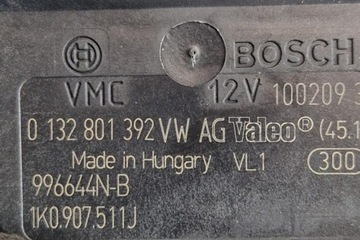 BOSCH
VMC 12V 100209
0 132 801 392 VW AG Valeo® (45.1
Made in Hungary VL1 300
996644N-B
1K0.907.511J